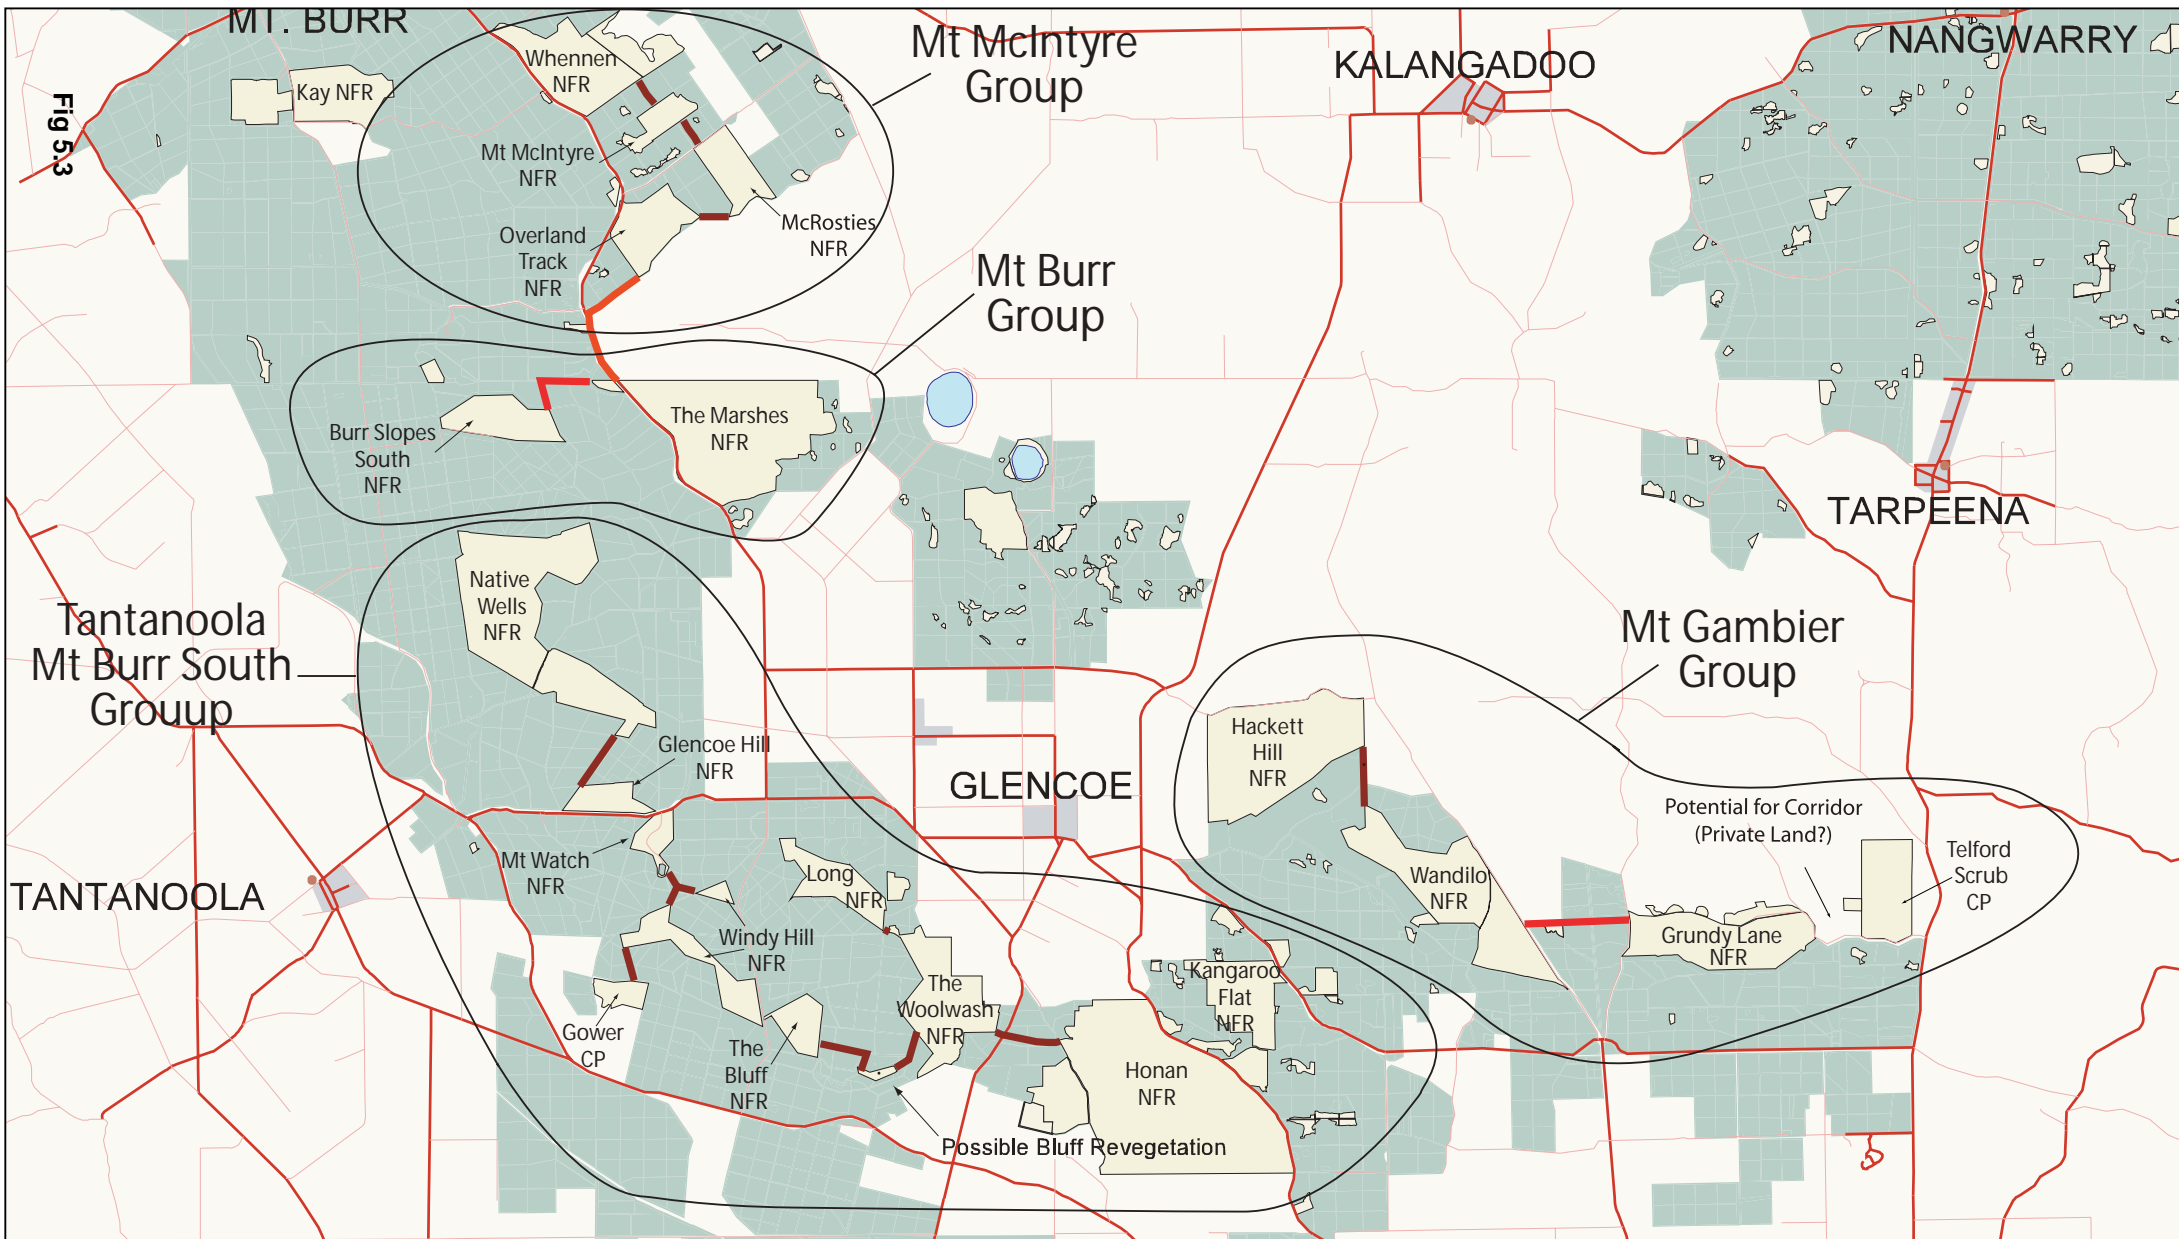 MT. BURR
Fig 5.3
Kay NFR
Whennen
NFR
Mt McIntyre
Group
KALANGADOO
NANGWARRY
Mt McIntyre
NFR
McRosties
NFR
Overland
Track
NFR
Mt Burr
Group
Burr Slopes
South
NFR
The Marshes
NFR
TARPEENA
Native
Wells
NFR
Tantanoola
Mt Burr South
Grouup
Mt Gambier
Group
Glencoe Hill
NFR
GLENCOE
Hackett
Hill
NFR
Potential for Corridor
(Private Land?)
Telford
Scrub
CP
Mt Watch
NFR
Long
NFR
Wandilo
NFR
TANTANOOLA
Windy Hill
NFR
Grundy Lane
NFR
Kangaroo
Flat
NFR
The
Woolwash
NFR
Gower
CP
The
Bluff
NFR
Honan
NFR
Possible Bluff Revegetation